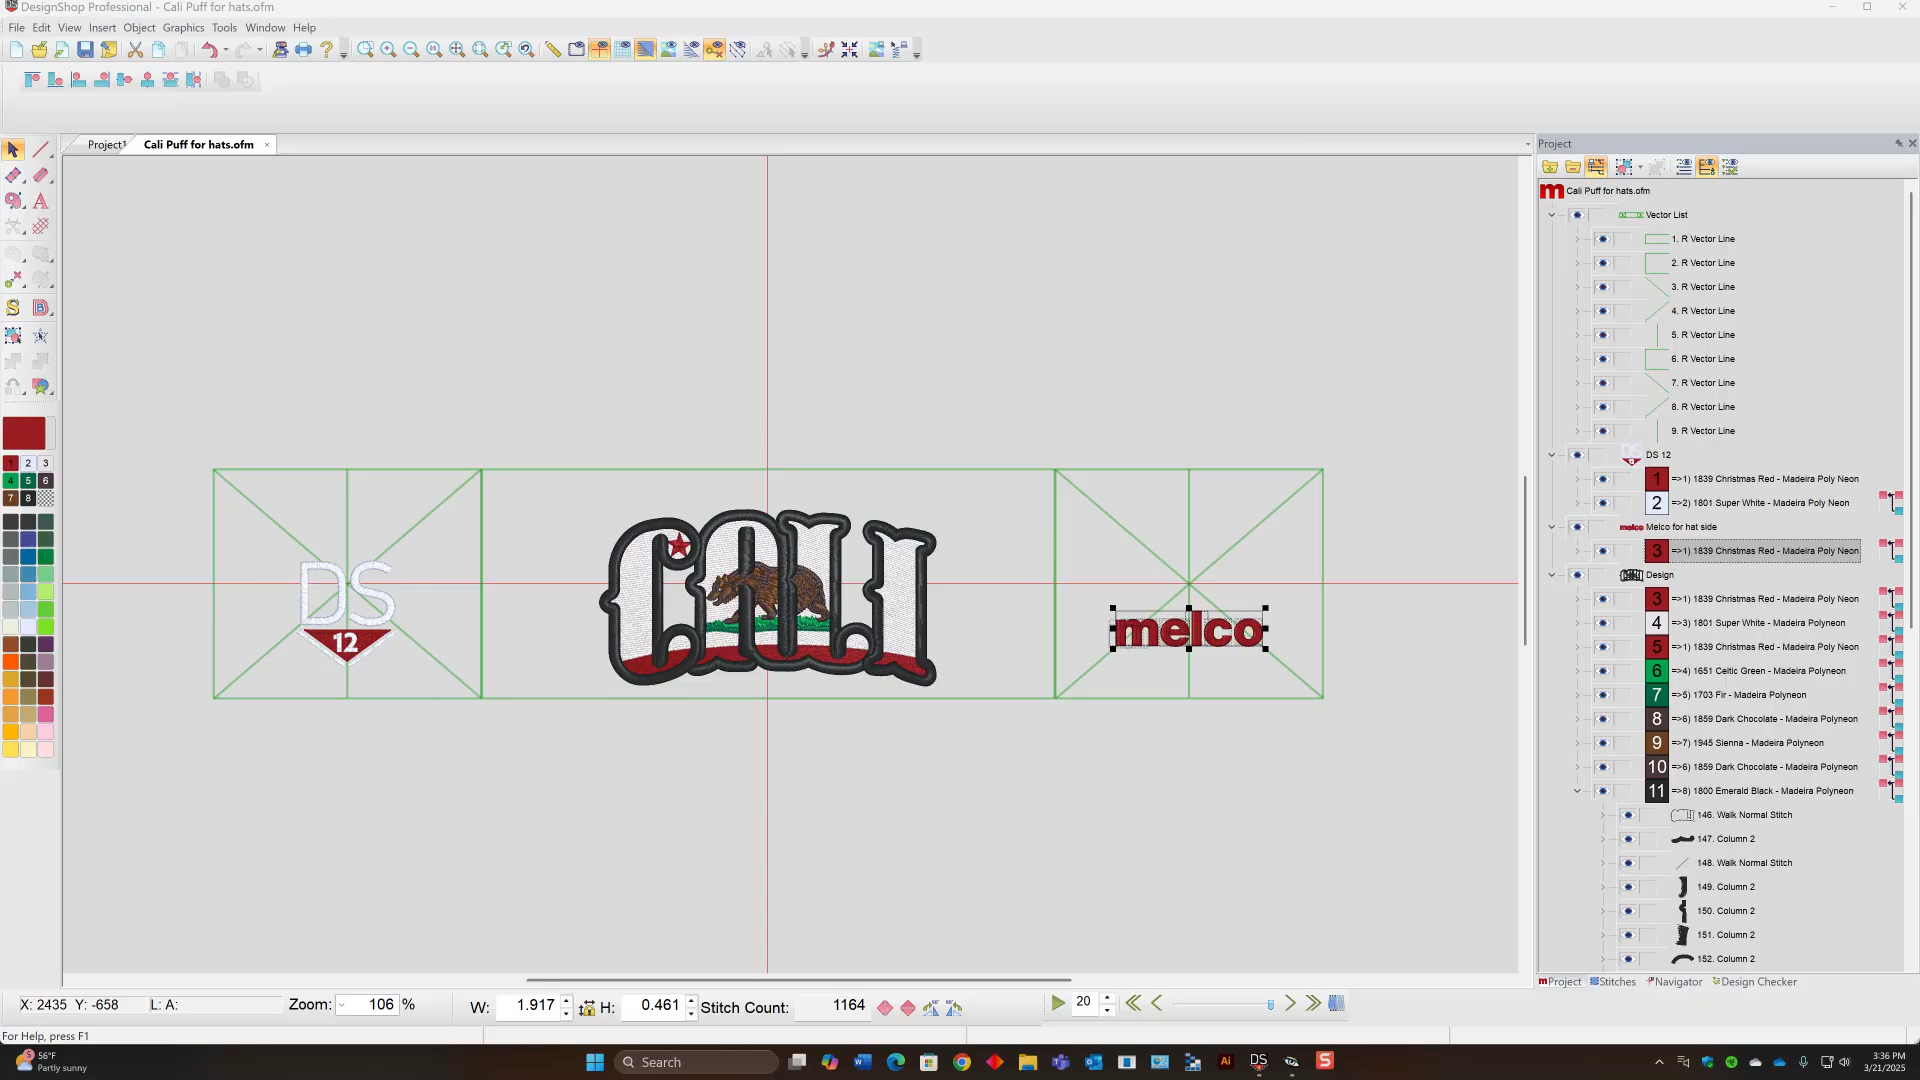 DesignShop Professional - Cali Puff for hats.ofm
File Edit View Insert Object Graphics Tools Window Help
Project1 Cali Puff for hats.ofm
Project
Cali Puff for hats.ofm
Vector List
1. R Vector Line
2. R Vector Line
3. R Vector Line
4. R Vector Line
5. R Vector Line
6. R Vector Line
7. R Vector Line
8. R Vector Line
9. R Vector Line
DS 12
1 =>1) 1839 Christmas Red - Madeira Poly Neon
2 =>2) 1801 Super White - Madeira Poly Neon
melco Melco for hat side
3 =>1) 1839 Christmas Red - Madeira Poly Neon
Design
3 =>1) 1839 Christmas Red - Madeira Polyneon
4 =>3) 1801 Super White - Madeira Polyneon
5 =>1) 1839 Christmas Red - Madeira Polyneon
6 =>4) 1651 Celtic Green - Madeira Polyneon
7 =>5) 1703 Fir - Madeira Polyneon
8 =>6) 1859 Dark Chocolate - Madeira Polyneon
9 =>7) 1945 Sienna - Madeira Polyneon
10 =>6) 1859 Dark Chocolate - Madeira Polyneon
11 =>8) 1800 Emerald Black - Madeira Polyneon
146. Walk Normal Stitch
147. Column 2
148. Walk Normal Stitch
149. Column 2
150. Column 2
151. Column 2
152. Column 2
Project Stitches Navigator Design Checker
1 2 3
4 5 6
7 8
DS
12
CALI
melco
X: 2435 Y: -658 L: A: Zoom: 106 % W: 1.917 H: 0.461 Stitch Count: 1164 20
For Help, press F1
56°F
Partly sunny
Search
3:36 PM
3/21/2025